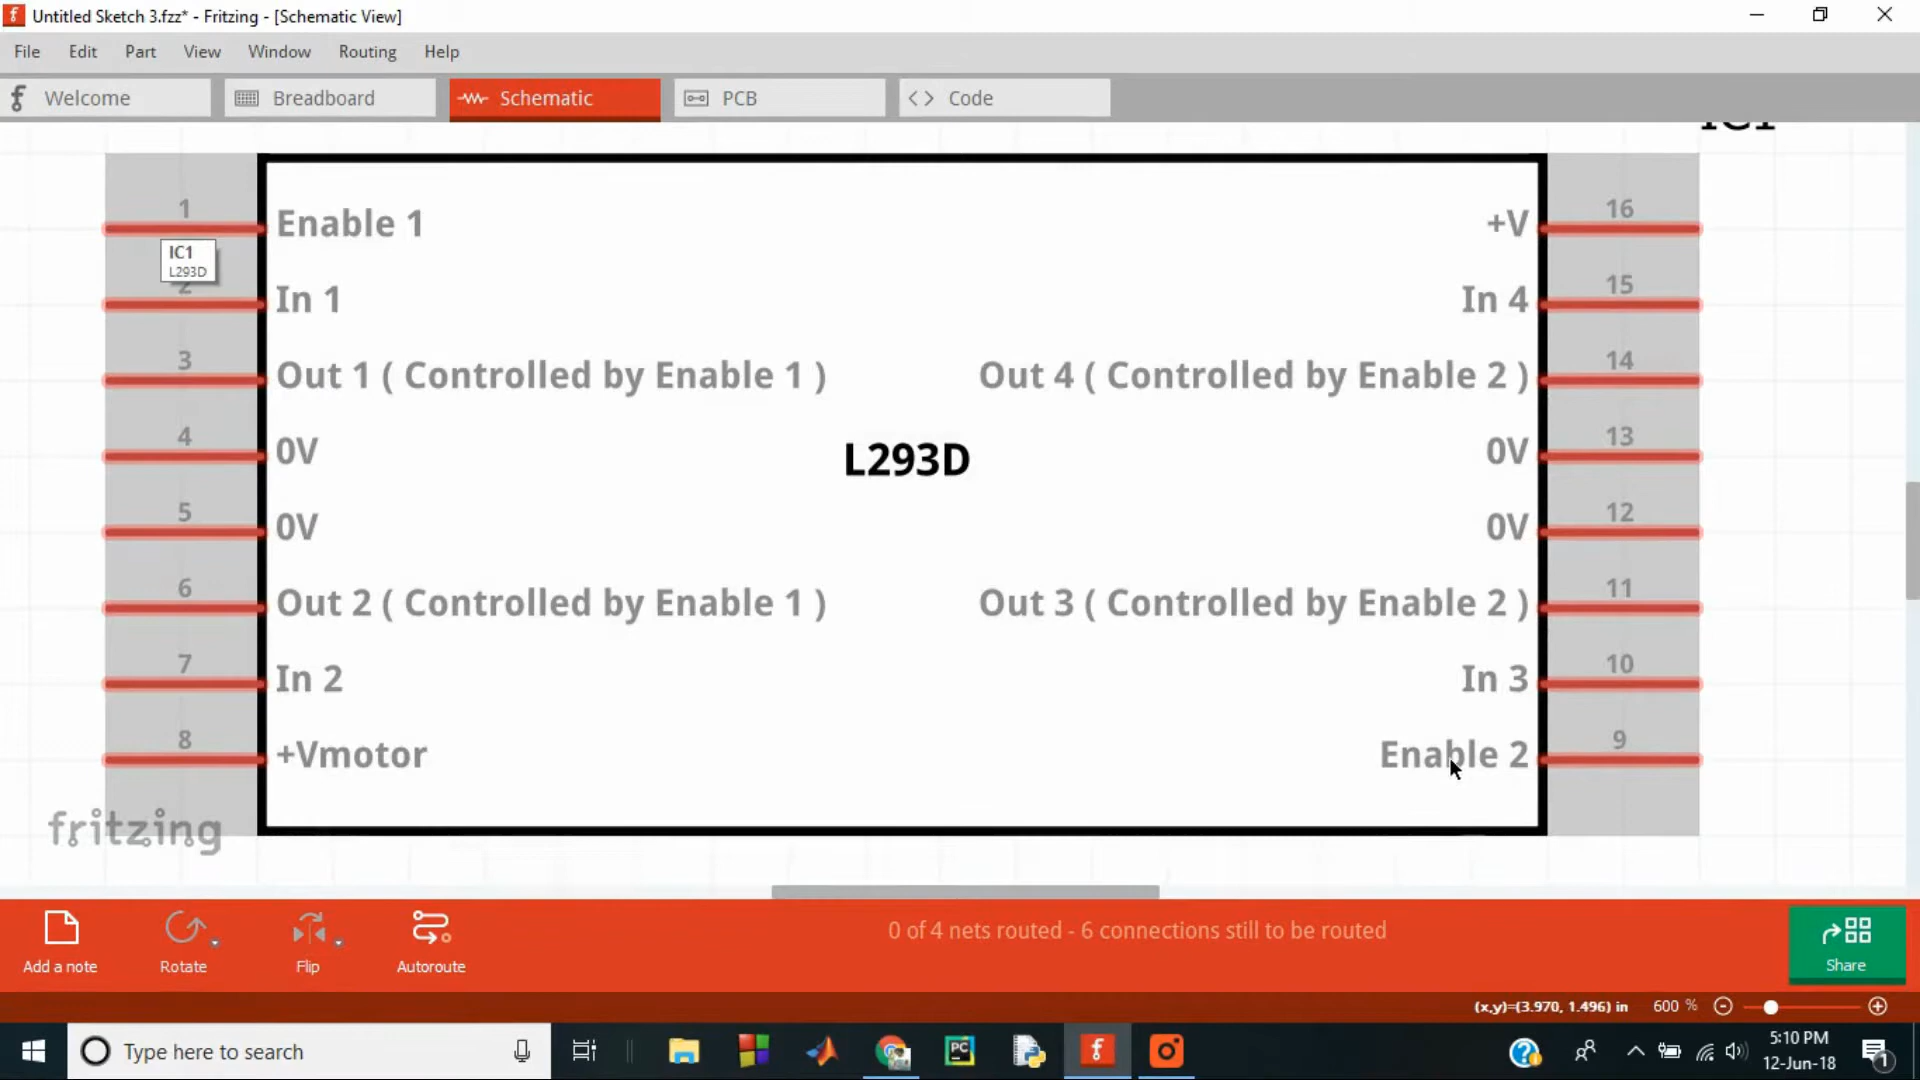 Untitled Sketch 3.fzz* - Fritzing - [Schematic View]
File Edit Part View Window Routing Help
Welcome Breadboard Schematic PCB Code
1 Enable 1 +V 16
IC1
L293D
2 In 1 In 4 15
3 Out 1 ( Controlled by Enable 1 ) Out 4 ( Controlled by Enable 2 ) 14
4 0V 0V 13
L293D
5 0V 0V 12
6 Out 2 ( Controlled by Enable 1 ) Out 3 ( Controlled by Enable 2 ) 11
7 In 2 In 3 10
8 +Vmotor Enable 2 9
fritzing
0 of 4 nets routed - 6 connections still to be routed
Add a note Rotate Flip Autoroute Share
(x,y)=(3.970, 1.496) in 600 %
Type here to search
PC
5:10 PM
12-Jun-18
1